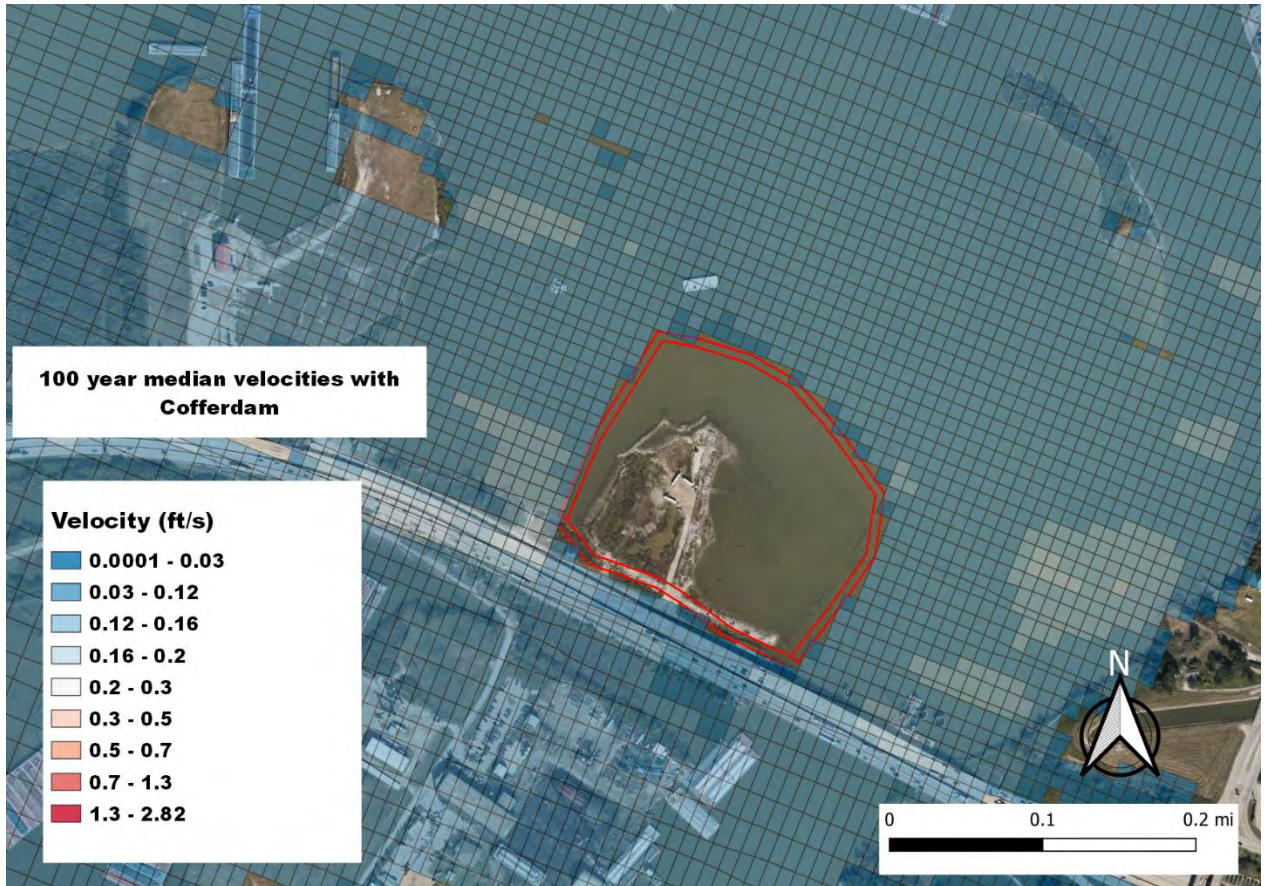 100 year median velocities with
Cofferdam
Velocity (ft/s)
0.0001 - 0.03
0.03 - 0.12
0.12 - 0.16
0.16 - 0.2
0.2 - 0.3
0.3 - 0.5
0.5 - 0.7
0.7 - 1.3
1.3 - 2.82
N
0 0.1 0.2 mi